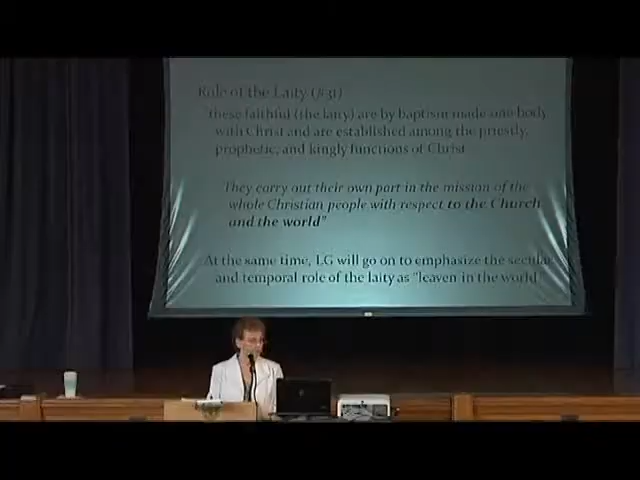 Role of the Laity (#31)
these faithful (the laity) are by baptism made one body
with Christ and are established among the priestly,
prophetic, and kingly functions of Christ
They carry out their own part in the mission of the
whole Christian people with respect to the Church
and the world"
At the same time, LG will go on to emphasize the secular
and temporal role of the laity as "leaven in the world